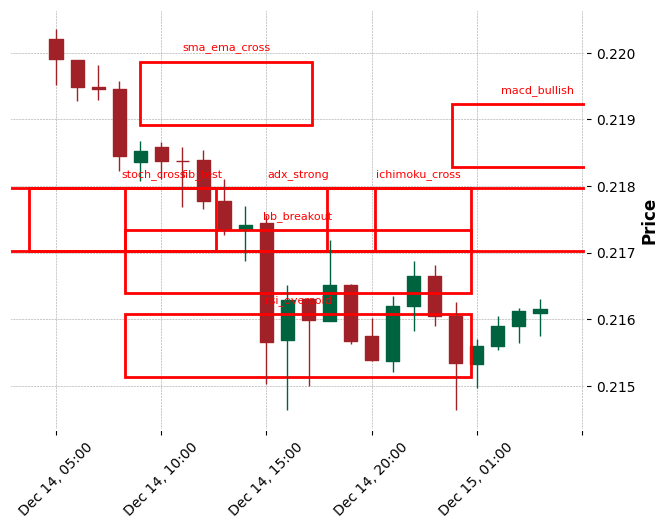 sma_ema_cross
macd_bullish
stoch_cross
adx_strong
ichimoku_cross
bb_breakout
0.220
0.219
0.218
0.217
0.216
0.215
Price
Dec 14, 05:00
Dec 14, 10:00
Dec 14, 15:00
Dec 14, 20:00
Dec 15, 01:00